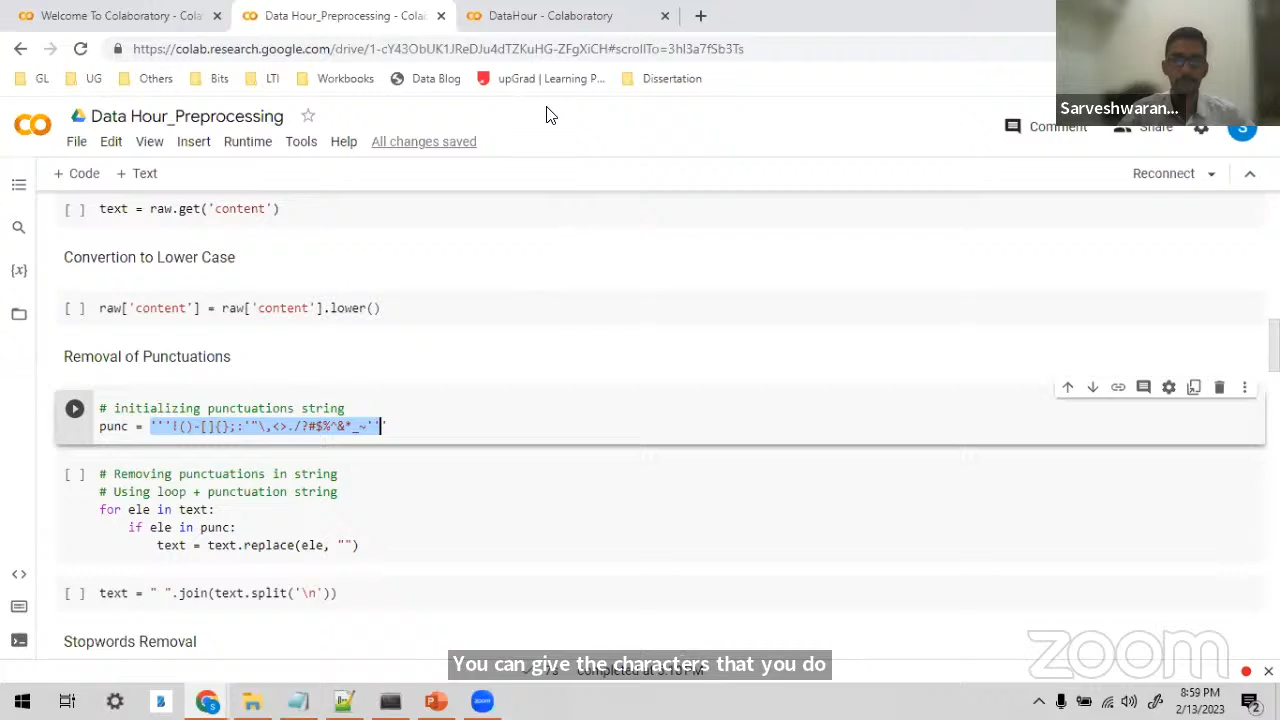 Welcome To Colaboratory - Col
Data Hour_Preprocessing - Colab
DataHour - Colaboratory
https://colab.research.google.com/drive/1-cY43ObUK1JReDJu4dTZKuHG-ZFgXiCH#scrollTo=3hI3a7fSb3Ts
GL
UG
Others
Bits
LTI
Workbooks
Data Blog
upGrad | Learning P...
Dissertation
Sarveshwaran...
Data Hour_Preprocessing
Comment
Share
S
File Edit View Insert Runtime Tools Help All changes saved
+ Code + Text
Reconnect
[ ] text = raw.get('content')
Convertion to Lower Case
[ ] raw['content'] = raw['content'].lower()
Removal of Punctuations
# initializing punctuations string
punc = '''!()-[]{};:'"\,<>./?#$%^&*_~'''
[ ] # Removing punctuations in string
# Using loop + punctuation string
for ele in text:
if ele in punc:
text = text.replace(ele, "")
[ ] text = " ".join(text.split('\n'))
Stopwords Removal
zoom
You can give the characters that you do
zoom
8:59 PM
2/13/2023
2